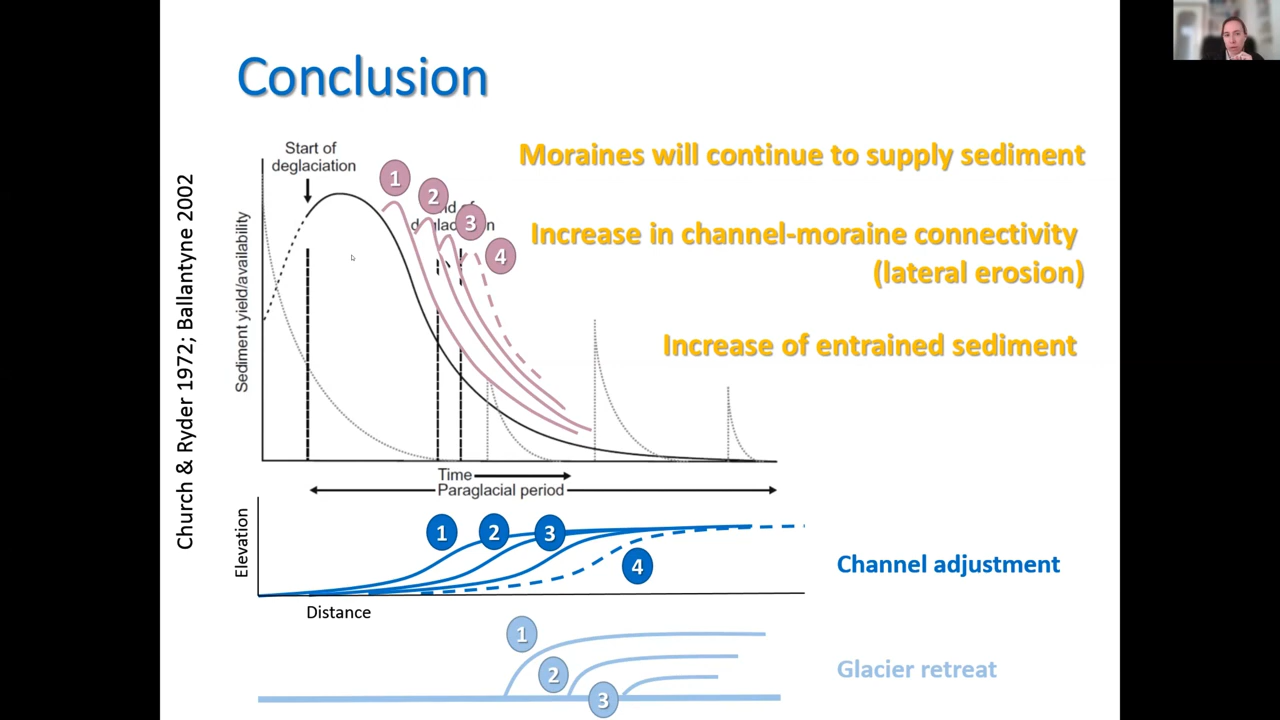 Conclusion
Church & Ryder 1972; Ballantyne 2002
Start of
deglaciation
1
2
3
4
Sediment yield/availability
Time
Paraglacial period
Moraines will continue to supply sediment
Increase in channel-moraine connectivity
(lateral erosion)
Increase of entrained sediment
Elevation
1
2
3
4
Distance
Channel adjustment
1
2
3
Glacier retreat